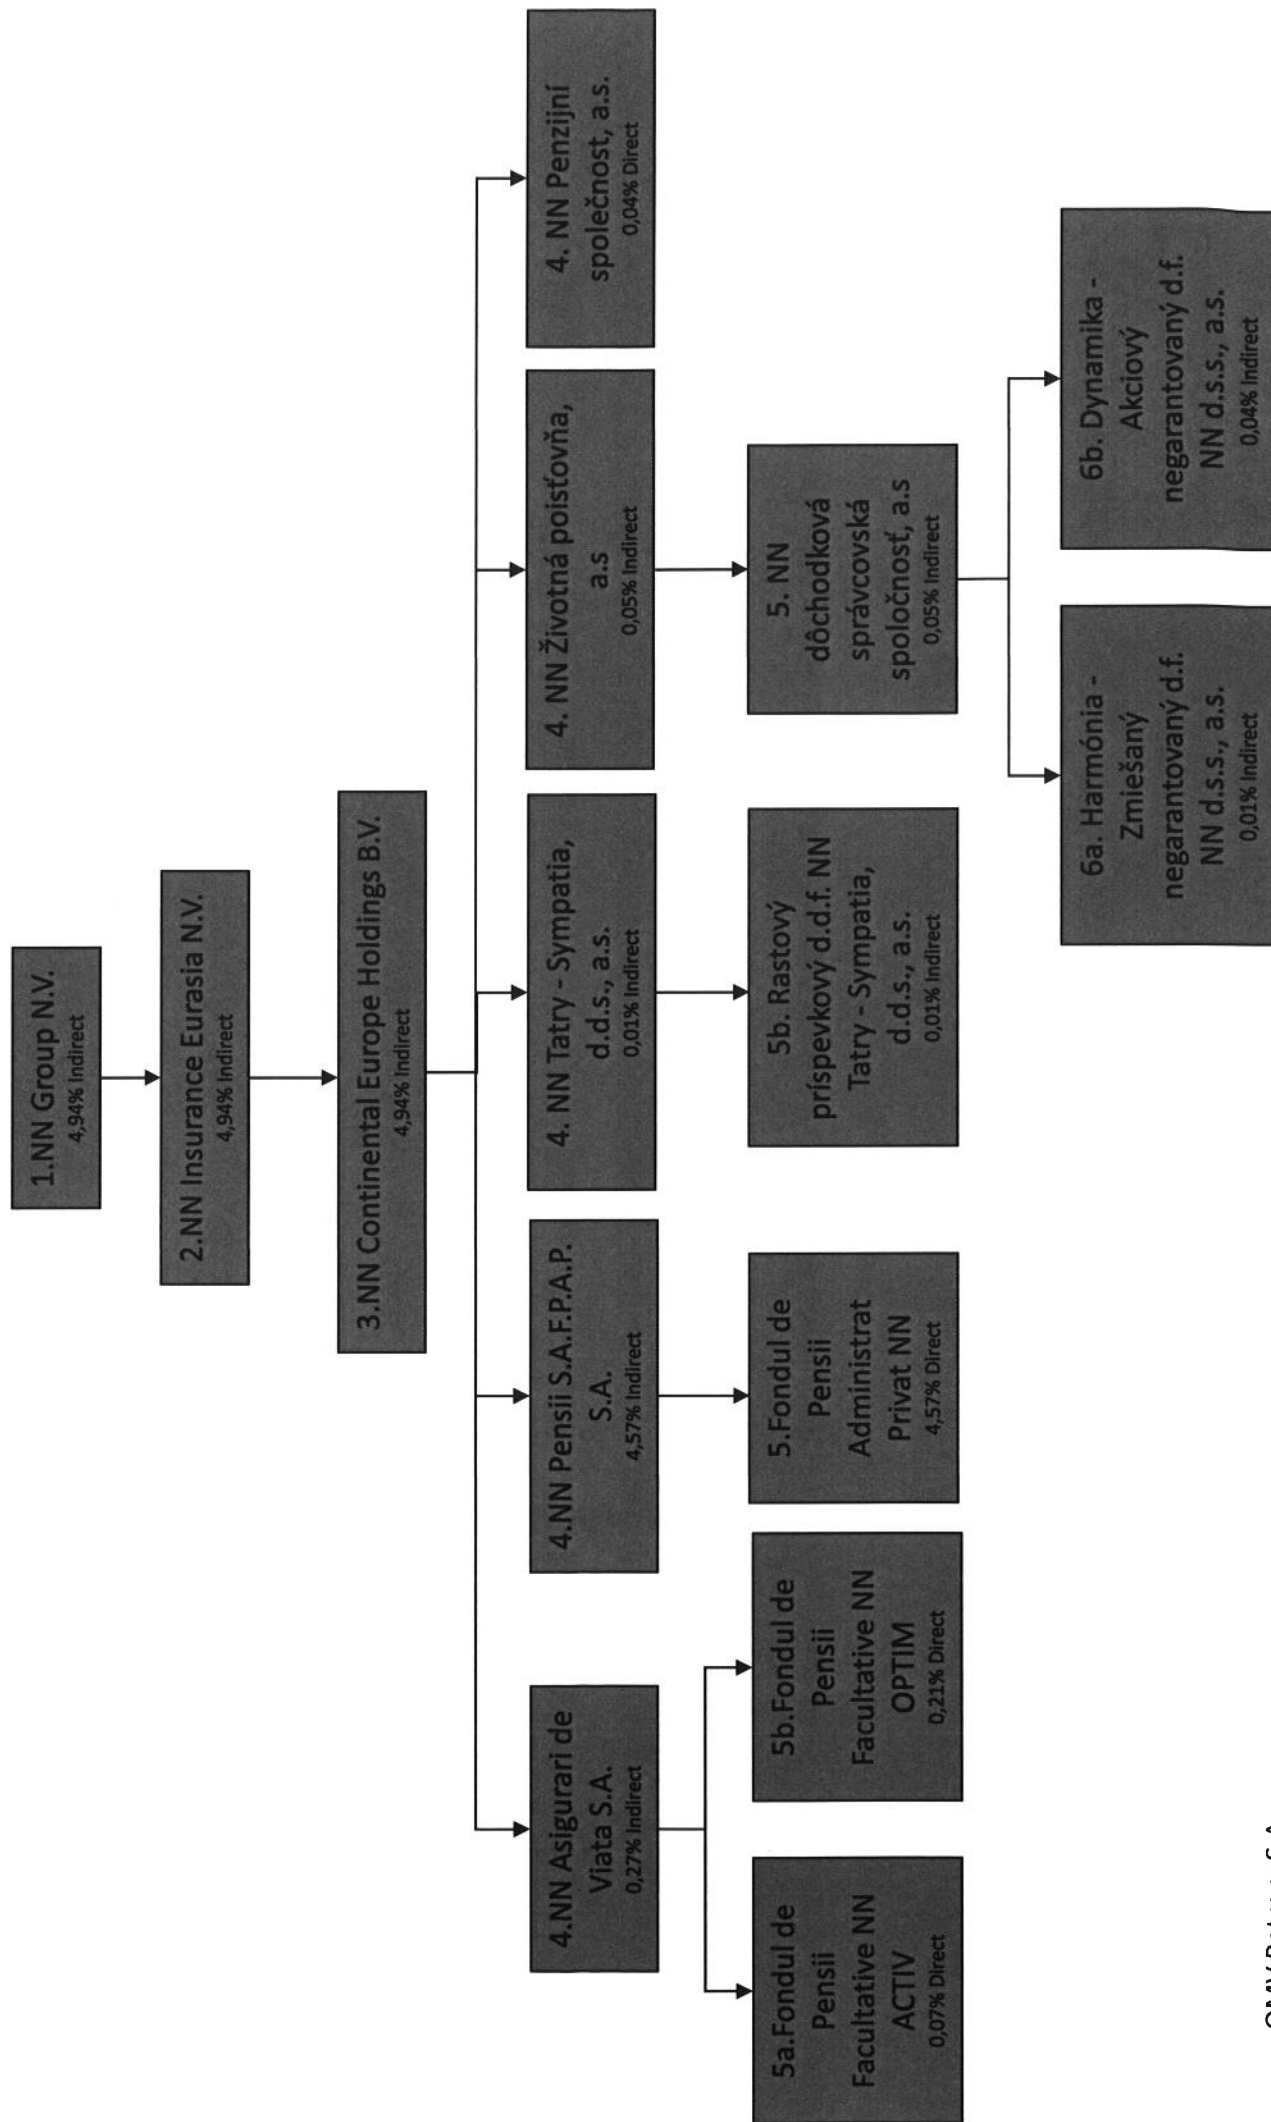 1.NN Group N.V.
4,94% Indirect
2.NN Insurance Eurasia N.V.
4,94% Indirect
3.NN Continental Europe Holdings B.V.
4,94% Indirect
4.NN Asigurari de
Viata S.A.
0,27% Indirect
4.NN Pensii S.A.F.P.A.P.
S.A.
4,57% Indirect
4. NN Tatry - Sympatia,
d.d.s., a.s.
0,01% Indirect
4. NN Životná poisťovňa,
a.s
0,05% Indirect
4. NN Penzijní
společnost, a.s.
0,04% Direct
5a.Fondul de
Pensii
Facultative NN
ACTIV
0,07% Direct
5b.Fondul de
Pensii
Facultative NN
OPTIM
0,21% Direct
5.Fondul de
Pensii
Administrat
Privat NN
4,57% Direct
5b. Rastový
príspevkový d.d.f. NN
Tatry - Sympatia,
d.d.s., a.s.
0,01% Indirect
5. NN
dôchodková
správcovská
spoločnosť, a.s
0,05% Indirect
6a. Harmónia -
Zmiešaný
negarantovaný d.f.
NN d.s.s., a.s.
0,01% Indirect
6b. Dynamika -
Akciový
negarantovaný d.f.
NN d.s.s., a.s.
0,04% Indirect